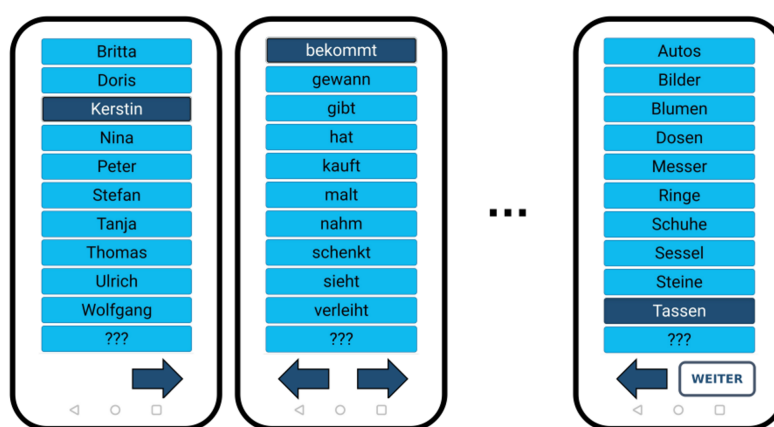 Britta
Doris
Kerstin
Nina
Peter
Stefan
Tanja
Thomas
Ulrich
Wolfgang
???
bekommt
gewann
gibt
hat
kauft
malt
nahm
schenkt
sieht
verleiht
???
...
Autos
Bilder
Blumen
Dosen
Messer
Ringe
Schuhe
Sessel
Steine
Tassen
???
WEITER